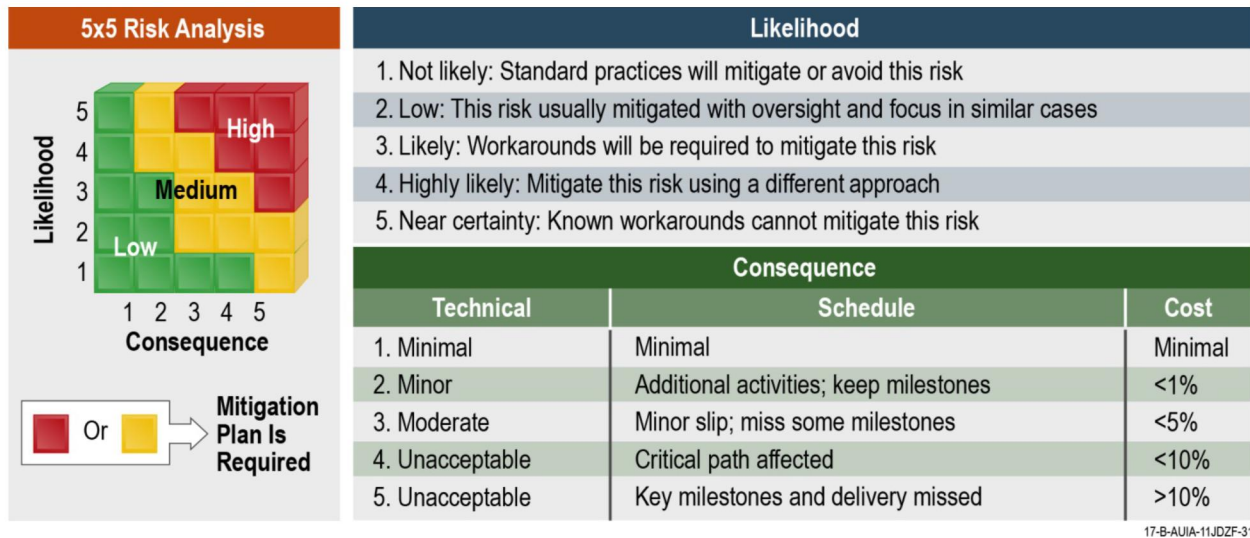 5x5 Risk Analysis
Likelihood
5
4
3
2
1
High
Medium
Low
1 2 3 4 5
Consequence
Or
Mitigation
Plan Is
Required
Likelihood
1. Not likely: Standard practices will mitigate or avoid this risk
2. Low: This risk usually mitigated with oversight and focus in similar cases
3. Likely: Workarounds will be required to mitigate this risk
4. Highly likely: Mitigate this risk using a different approach
5. Near certainty: Known workarounds cannot mitigate this risk
Consequence
Technical Schedule Cost
1. Minimal Minimal Minimal
2. Minor Additional activities; keep milestones <1%
3. Moderate Minor slip; miss some milestones <5%
4. Unacceptable Critical path affected <10%
5. Unacceptable Key milestones and delivery missed >10%